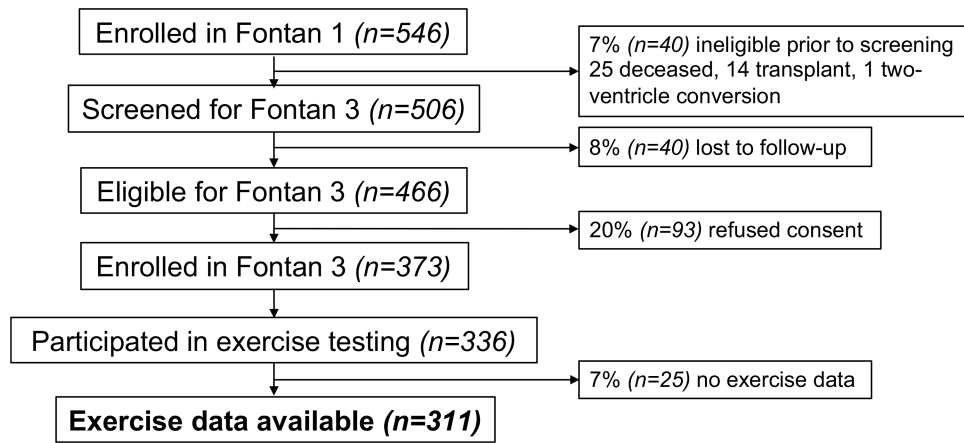 Enrolled in Fontan 1 (n=546)
7% (n=40) ineligible prior to screening
25 deceased, 14 transplant, 1 two-
ventricle conversion
Screened for Fontan 3 (n=506)
8% (n=40) lost to follow-up
Eligible for Fontan 3 (n=466)
20% (n=93) refused consent
Enrolled in Fontan 3 (n=373)
Participated in exercise testing (n=336)
7% (n=25) no exercise data
Exercise data available (n=311)